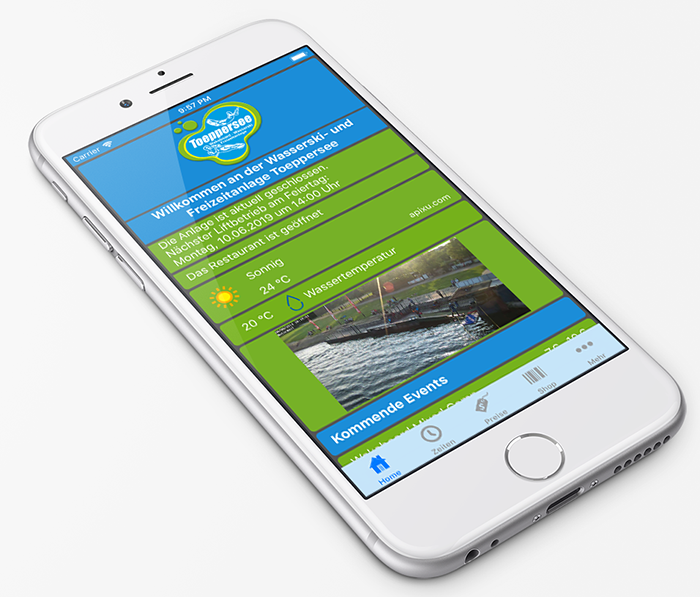 Carrier
9:57 PM
Toeppersee
Willkommen an der Wasserski- und
Freizeitanlage Toeppersee
Die Anlage ist aktuell geschlossen.
Nächster Liftbetrieb am Feiertag:
Montag, 10.06.2019 um 14:00 Uhr
Das Restaurant ist geöffnet
apixu.com
Sonnig
24 °C
20 °C
Wassertemperatur
Kommende Events
Home
Zeiten
Preise
Shop
Mehr